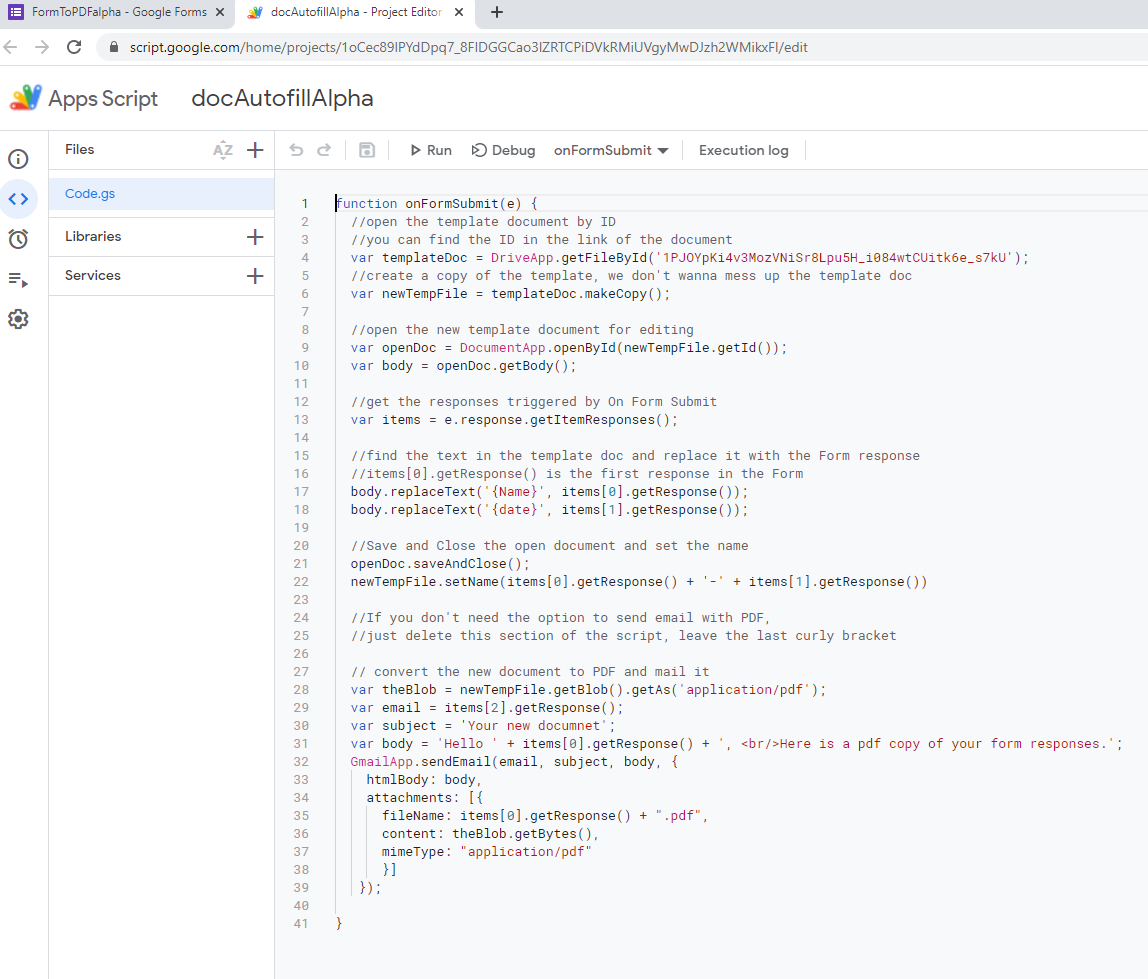 FormToPDFalpha - Google Forms
docAutofillAlpha - Project Editor
script.google.com/home/projects/1oCec89lPYdDpq7_8FIDGGCao3lZRTCPiDVkRMiUVgyMwDJzh2WMikxFl/edit
Apps Script docAutofillAlpha
Files AZ
Run Debug onFormSubmit Execution log
Code.gs
Libraries
Services
1 function onFormSubmit(e) {
2 //open the template document by ID
3 //you can find the ID in the link of the document
4 var templateDoc = DriveApp.getFileById('1PJOYpKi4v3MozVNiSr8Lpu5H_i084wtCUitk6e_s7kU');
5 //create a copy of the template, we don't wanna mess up the template doc
6 var newTempFile = templateDoc.makeCopy();
7
8 //open the new template document for editing
9 var openDoc = DocumentApp.openById(newTempFile.getId());
10 var body = openDoc.getBody();
11
12 //get the responses triggered by On Form Submit
13 var items = e.response.getItemResponses();
14
15 //find the text in the template doc and replace it with the Form response
16 //items[0].getResponse() is the first response in the Form
17 body.replaceText('{Name}', items[0].getResponse());
18 body.replaceText('{date}', items[1].getResponse());
19
20 //Save and Close the open document and set the name
21 openDoc.saveAndClose();
22 newTempFile.setName(items[0].getResponse() + '-' + items[1].getResponse())
23
24 //If you don't need the option to send email with PDF,
25 //just delete this section of the script, leave the last curly bracket
26
27 // convert the new document to PDF and mail it
28 var theBlob = newTempFile.getBlob().getAs('application/pdf');
29 var email = items[2].getResponse();
30 var subject = 'Your new documnet';
31 var body = 'Hello ' + items[0].getResponse() + ', <br/>Here is a pdf copy of your form responses.';
32 GmailApp.sendEmail(email, subject, body, {
33 htmlBody: body,
34 attachments: [{
35 fileName: items[0].getResponse() + ".pdf",
36 content: theBlob.getBytes(),
37 mimeType: "application/pdf"
38 }]
39 });
40
41 }